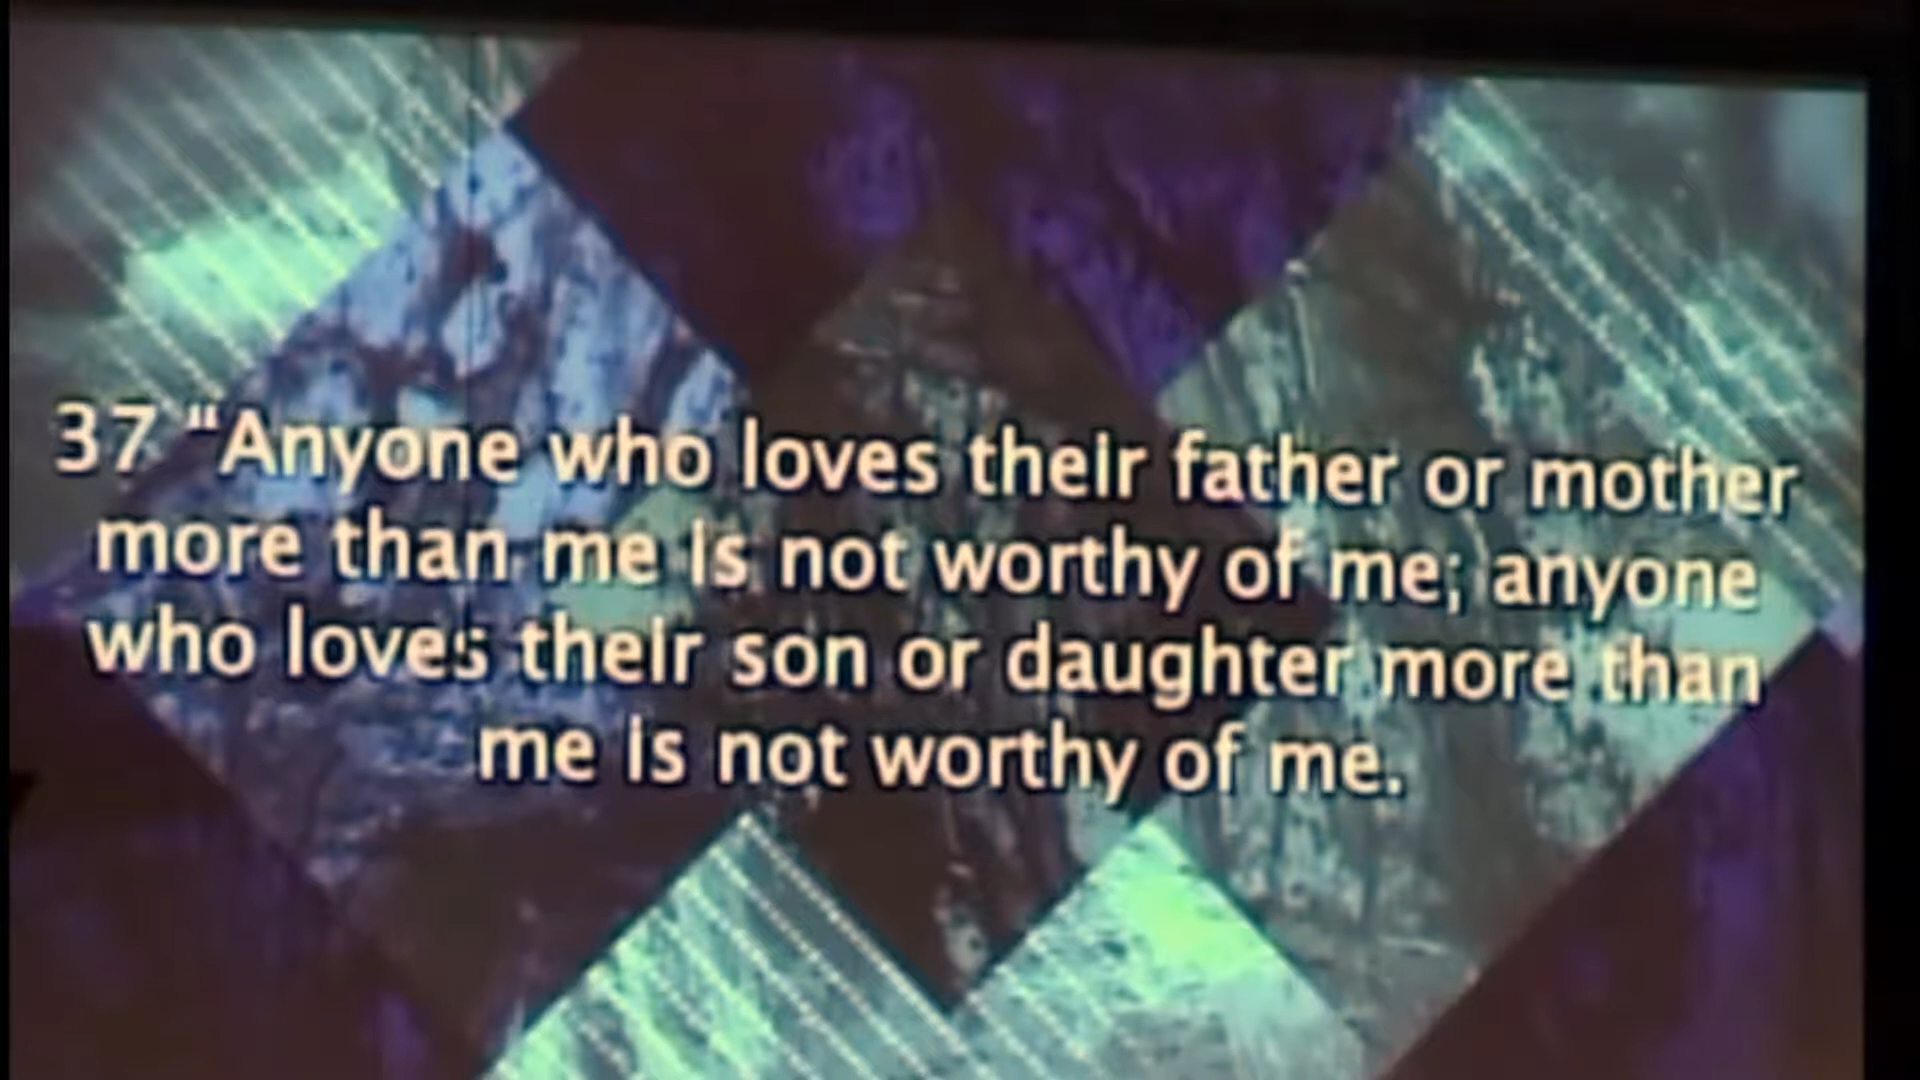 37 “Anyone who loves their father or mother
more than me is not worthy of me; anyone
who loves their son or daughter more than
me is not worthy of me.